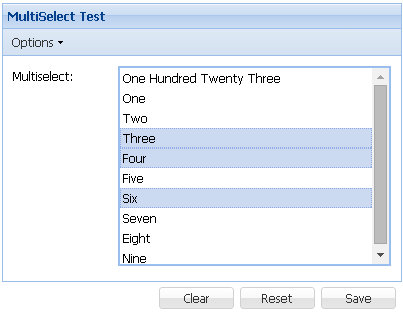 MultiSelect Test
Options
Multiselect:
One Hundred Twenty Three
One
Two
Three
Four
Five
Six
Seven
Eight
Nine
Clear Reset Save